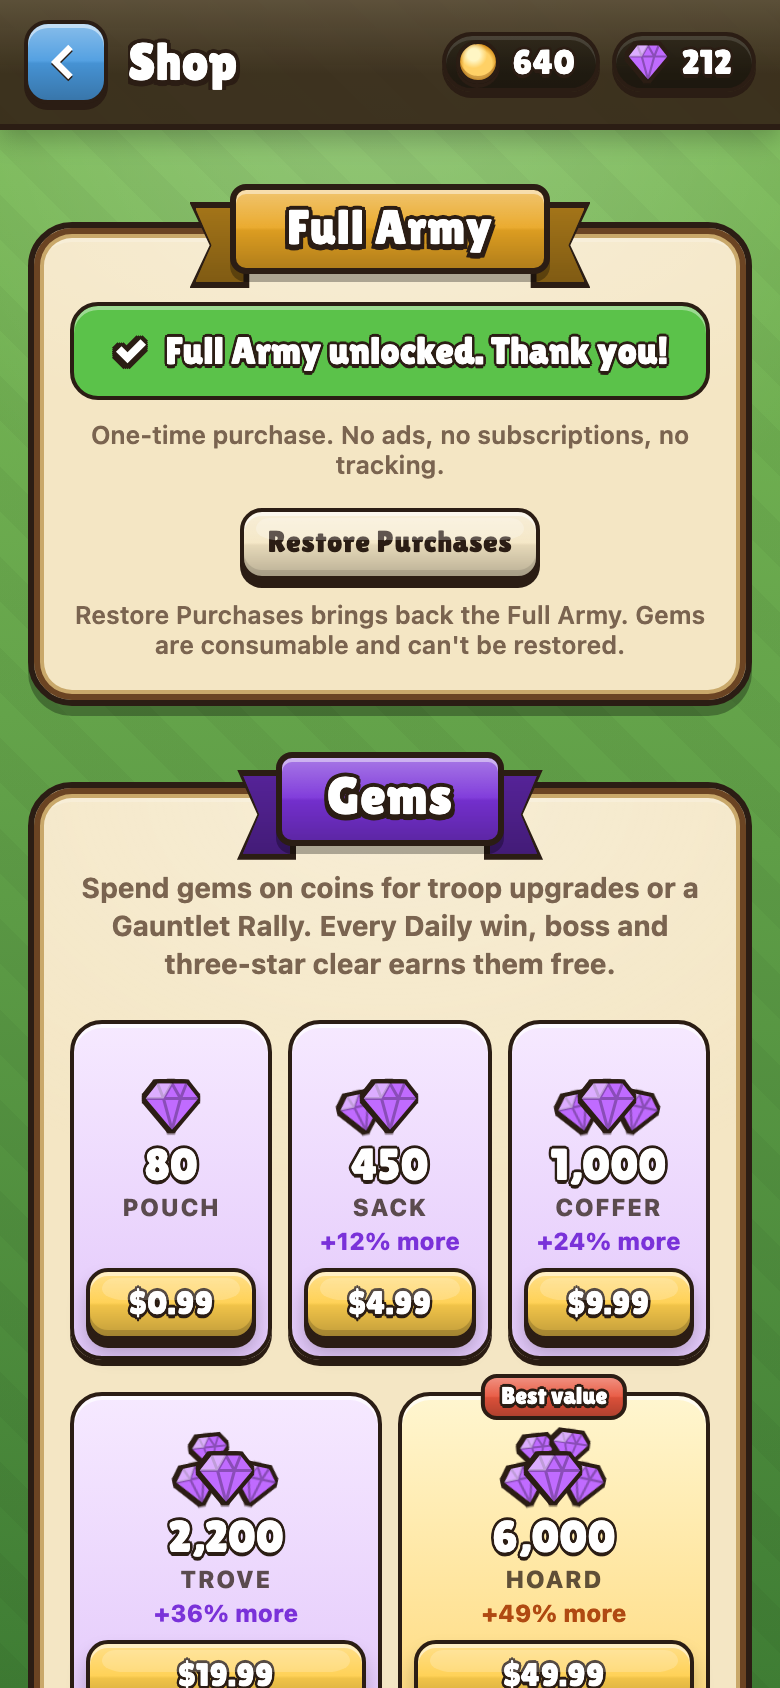 Shop
640
212
Full Army
Full Army unlocked. Thank you!
One-time purchase. No ads, no subscriptions, no
tracking.
Restore Purchases
Restore Purchases brings back the Full Army. Gems
are consumable and can't be restored.
Gems
Spend gems on coins for troop upgrades or a
Gauntlet Rally. Every Daily win, boss and
three-star clear earns them free.
80
POUCH
$0.99
450
SACK
+12% more
$4.99
1,000
COFFER
+24% more
$9.99
2,200
TROVE
+36% more
$19.99
Best value
6,000
HOARD
+49% more
$49.99